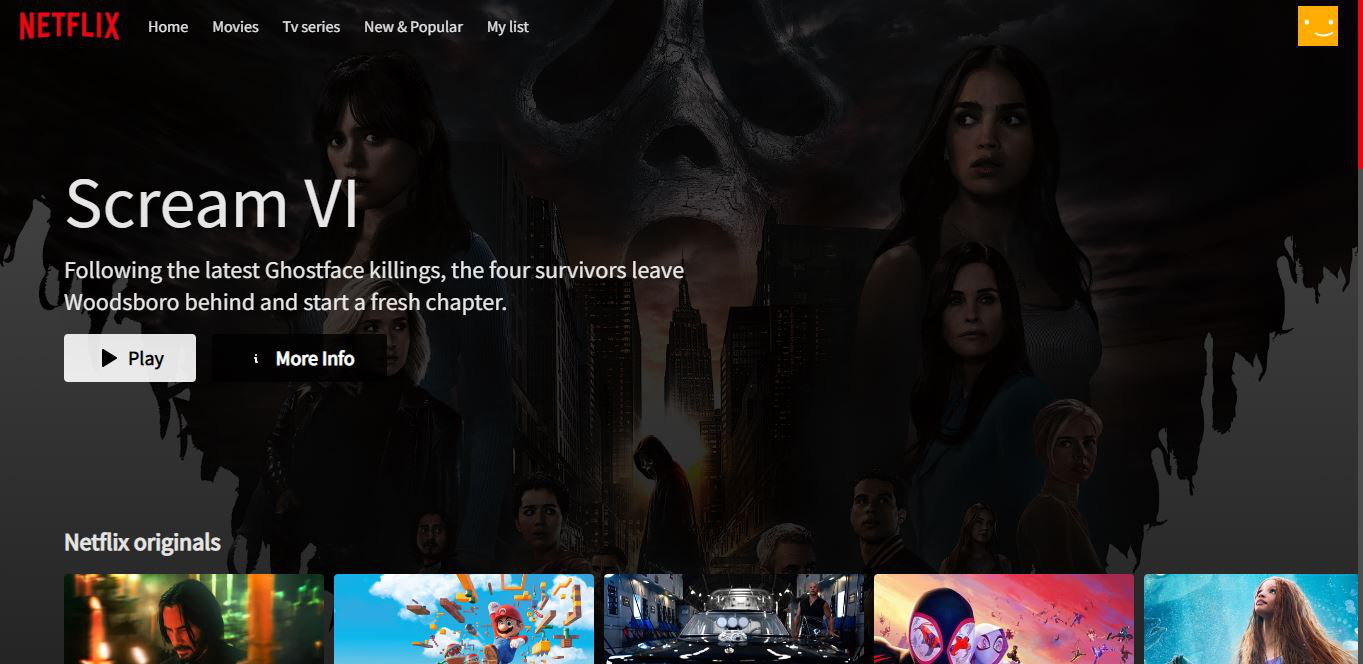 NETFLIX
Home Movies Tv series New & Popular My list
Scream VI
Following the latest Ghostface killings, the four survivors leave
Woodsboro behind and start a fresh chapter.
Play i More Info
Netflix originals